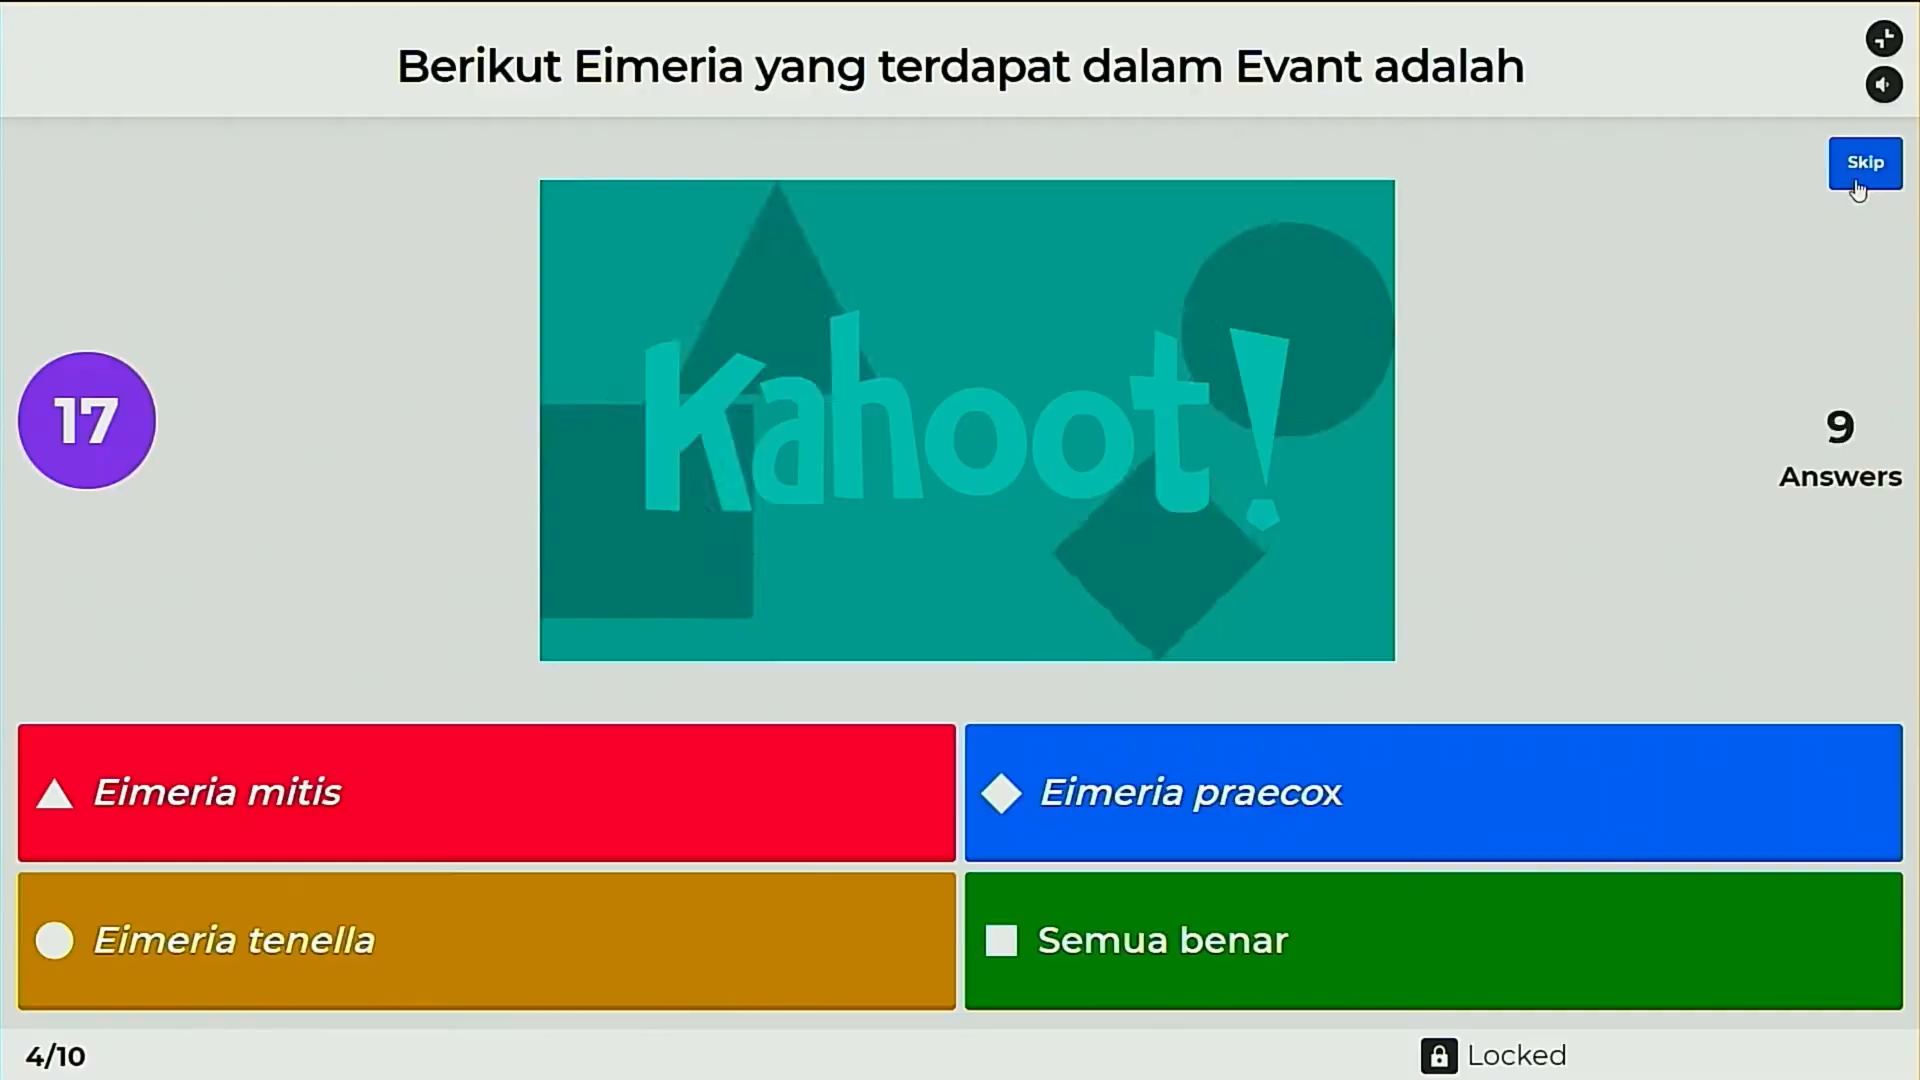 Berikut Eimeria yang terdapat dalam Evant adalah
Skip
Kahoot!
17
9
Answers
Eimeria mitis
Eimeria praecox
Eimeria tenella
Semua benar
4/10
Locked